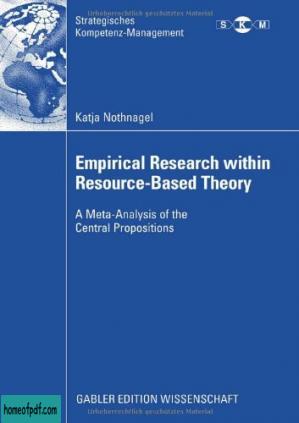 Urheberrechtlich geschütztes Material
Strategisches
Kompetenz-Management
S K M
Katja Nothnagel
Empirical Research within
Resource-Based Theory
A Meta-Analysis of the
Central Propositions
GABLER EDITION WISSENSCHAFT
Urheberrechtlich geschütztes Material
homeofpdf.com